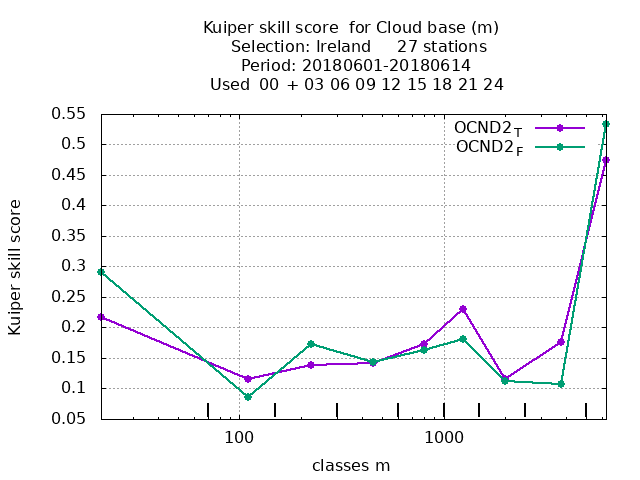 Kuiper skill score  for Cloud base (m)
Selection: Ireland     27 stations
Period: 20180601-20180614
Used  00 + 03 06 09 12 15 18 21 24
OCND2T
OCND2F
0.55
0.5
0.45
0.4
0.35
0.3
0.25
0.2
0.15
0.1
0.05
Kuiper skill score
100 1000
classes m